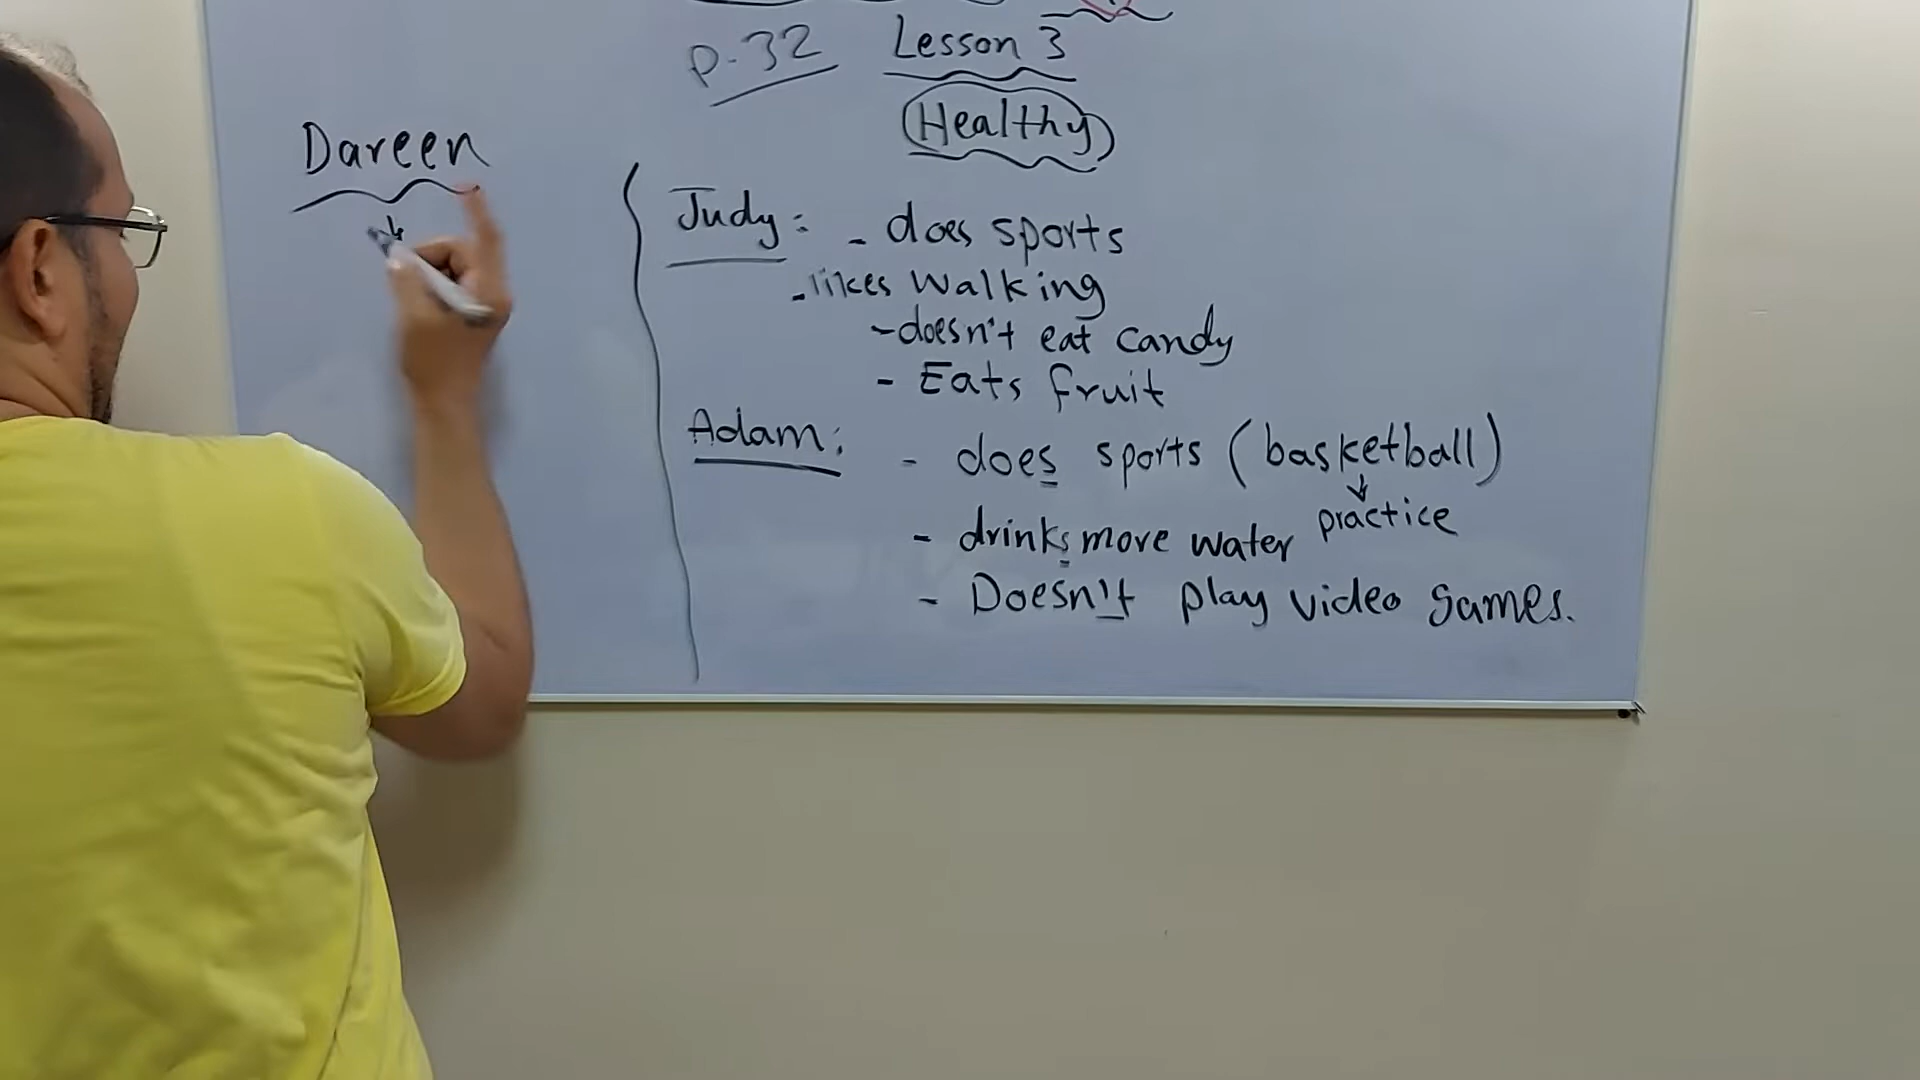 P.32 Lesson 3
Healthy
Dareen
Judy: - does sports
- likes walking
- doesn't eat candy
- Eats fruit
Adam: - does sports (basketball)
practice
- drinks more water
- Doesn't play video games.